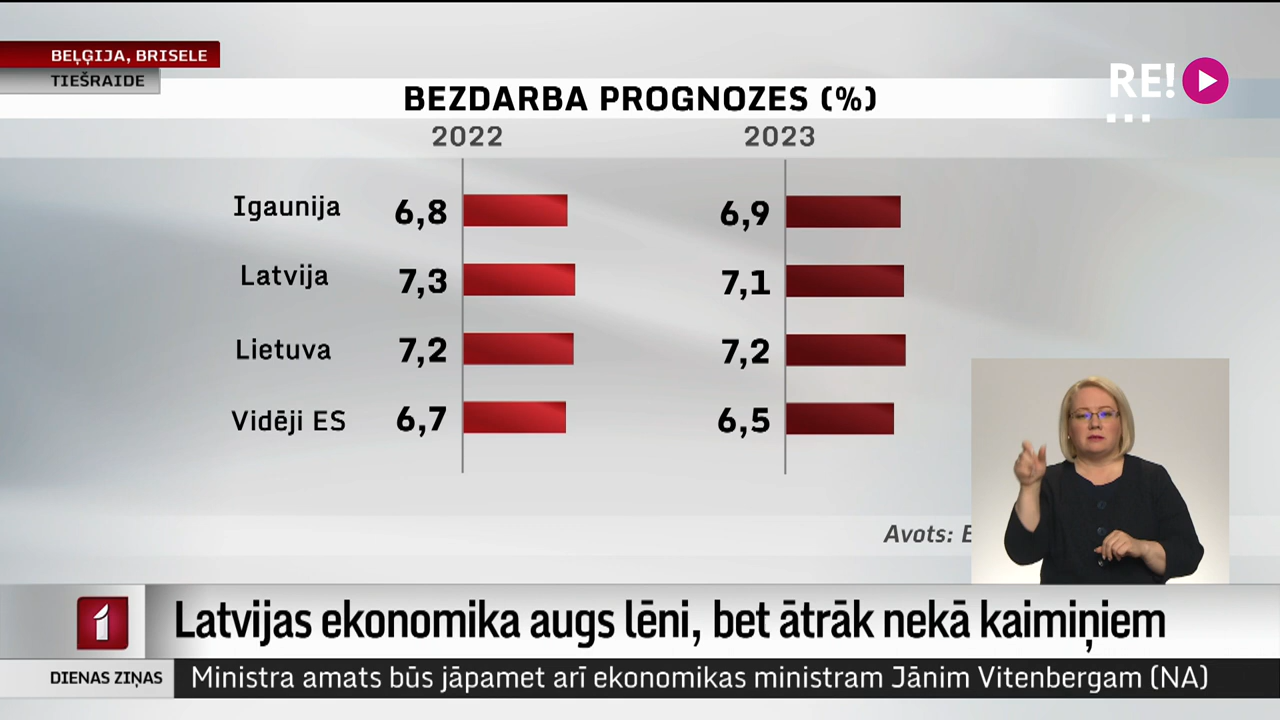 BEĻĢIJA, BRISELE
TIEŠRAIDE
RE!
BEZDARBA PROGNOZES (%)
2022 2023
Igaunija 6,8 6,9
Latvija 7,3 7,1
Lietuva 7,2 7,2
Vidēji ES 6,7 6,5
Avots:
1 Latvijas ekonomika augs lēni, bet ātrāk nekā kaimiņiem
DIENAS ZIŅAS Ministra amats būs jāpamet arī ekonomikas ministram Jānim Vitenbergam (NA)